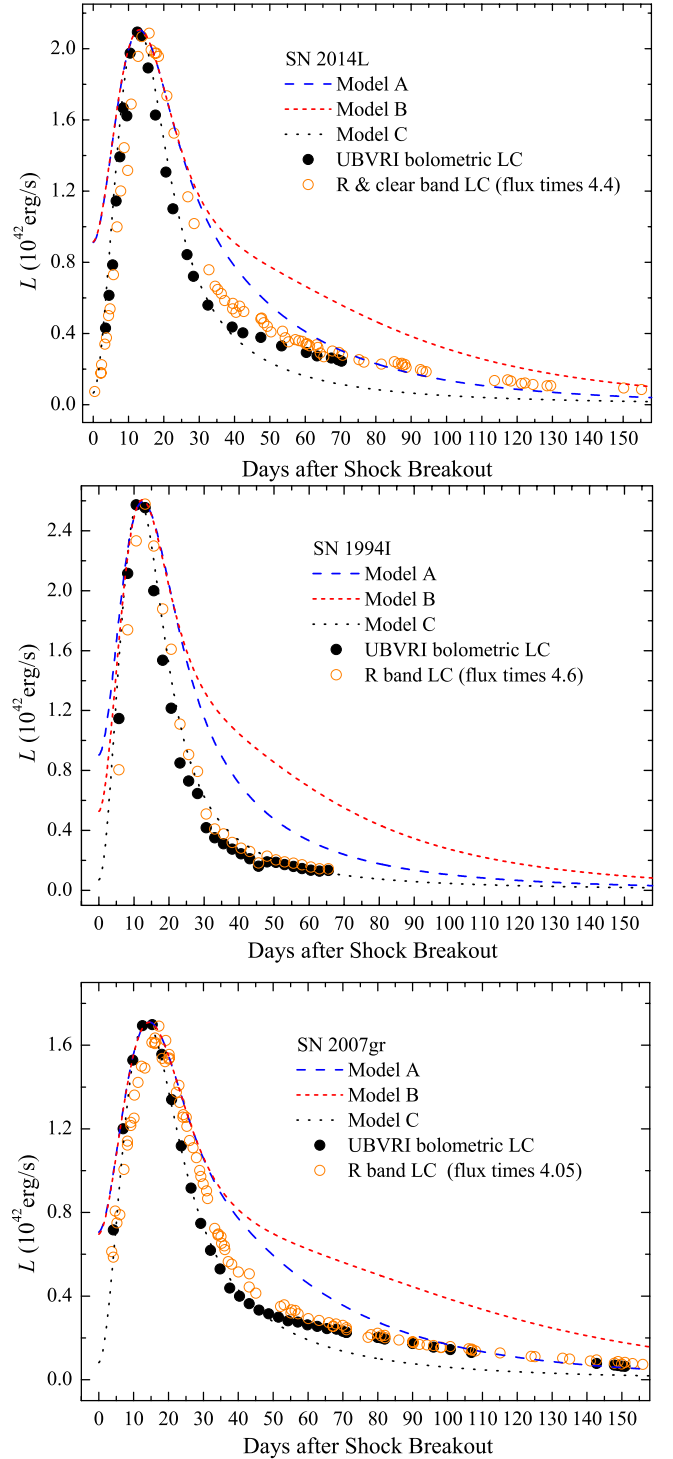 SN 2014L
Model A
Model B
Model C
UBVRI bolometric LC
R & clear band LC (flux times 4.4)
L (10^42 erg/s)
2.0
1.6
1.2
0.8
0.4
0.0
0 10 20 30 40 50 60 70 80 90 100 110 120 130 140 150
Days after Shock Breakout
SN 1994I
Model A
Model B
Model C
UBVRI bolometric LC
R band LC (flux times 4.6)
L (10^42 erg/s)
2.4
2.0
1.6
1.2
0.8
0.4
0.0
0 10 20 30 40 50 60 70 80 90 100 110 120 130 140 150
Days after Shock Breakout
SN 2007gr
Model A
Model B
Model C
UBVRI bolometric LC
R band LC (flux times 4.05)
L (10^42 erg/s)
1.6
1.2
0.8
0.4
0.0
0 10 20 30 40 50 60 70 80 90 100 110 120 130 140 150
Days after Shock Breakout